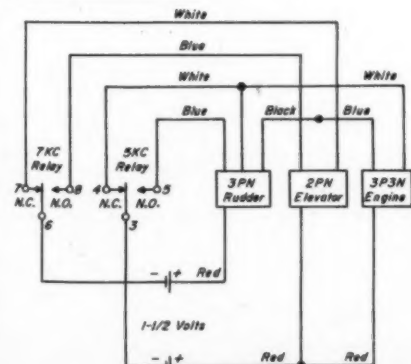 White
Blue
White White
Blue Black Blue
7KC
Relay
5KC
Relay
7 8 4 5
N.C. N.O. N.C. N.O.
6 3
3PN
Rudder
2PN
Elevator
3P3N
Engine
- + Red
1-1/2 Volts
- + Red Red